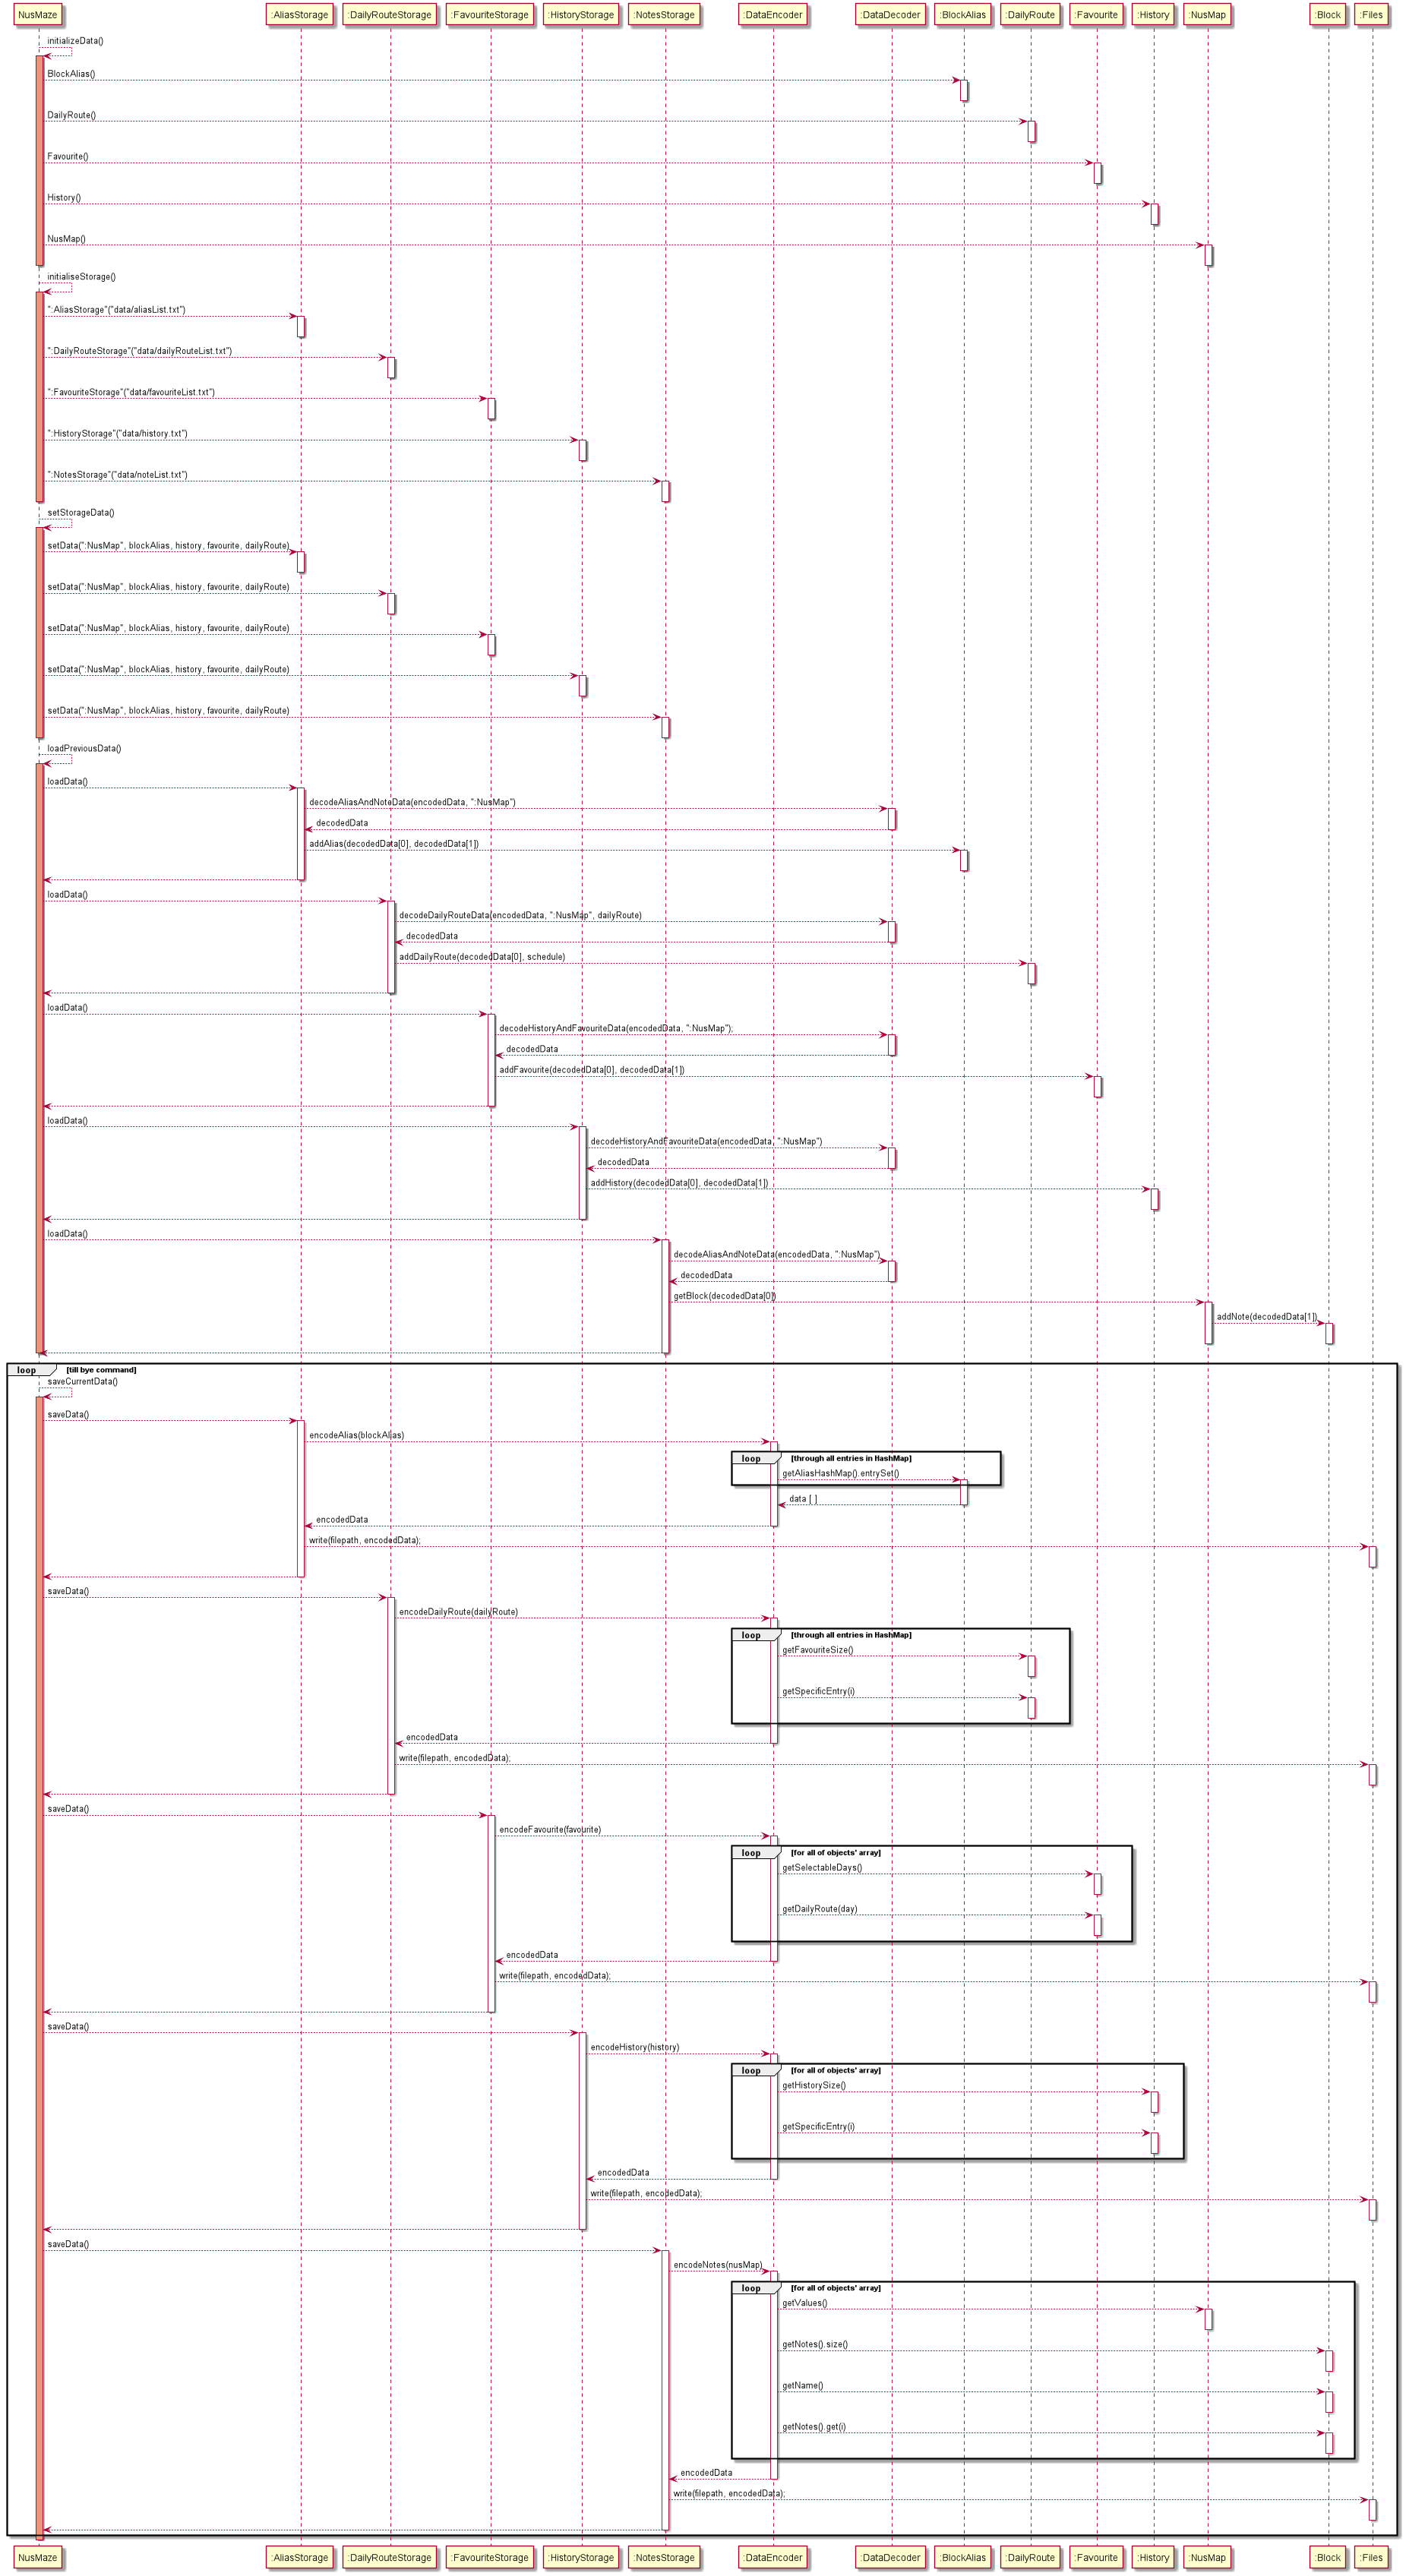 NusMaze :AliasStorage :DailyRouteStorage :FavouriteStorage :HistoryStorage :NotesStorage :DataEncoder :DataDecoder :BlockAlias :DailyRoute :Favourite :History :NusMap :Block :Files
initializeData()
BlockAlias()
DailyRoute()
Favourite()
History()
NusMap()
initialiseStorage()
":AliasStorage"("data/aliasList.txt")
":DailyRouteStorage"("data/dailyRouteList.txt")
":FavouriteStorage"("data/favouriteList.txt")
":HistoryStorage"("data/history.txt")
":NotesStorage"("data/noteList.txt")
setStorageData()
setData(":NusMap", blockAlias, history, favourite, dailyRoute)
setData(":NusMap", blockAlias, history, favourite, dailyRoute)
setData(":NusMap", blockAlias, history, favourite, dailyRoute)
setData(":NusMap", blockAlias, history, favourite, dailyRoute)
setData(":NusMap", blockAlias, history, favourite, dailyRoute)
loadPreviousData()
loadData()
decodeAliasAndNoteData(encodedData, ":NusMap")
decodedData
addAlias(decodedData[0], decodedData[1])
loadData()
decodeDailyRouteData(encodedData, ":NusMap", dailyRoute)
decodedData
addDailyRoute(decodedData[0], schedule)
loadData()
decodeHistoryAndFavouriteData(encodedData, ":NusMap");
decodedData
addFavourite(decodedData[0], decodedData[1])
loadData()
decodeHistoryAndFavouriteData(encodedData, ":NusMap")
decodedData
addHistory(decodedData[0], decodedData[1])
loadData()
decodeAliasAndNoteData(encodedData, ":NusMap")
decodedData
getBlock(decodedData[0])
addNote(decodedData[1])
loop [till bye command]
saveCurrentData()
saveData()
encodeAlias(blockAlias)
loop [through all entries in HashMap]
getAliasHashMap().entrySet()
data [ ]
encodedData
write(filepath, encodedData);
saveData()
encodeDailyRoute(dailyRoute)
loop [through all entries in HashMap]
getFavouriteSize()
getSpecificEntry(i)
encodedData
write(filepath, encodedData);
saveData()
encodeFavourite(favourite)
loop [for all of objects' array]
getSelectableDays()
getDailyRoute(day)
encodedData
write(filepath, encodedData);
saveData()
encodeHistory(history)
loop [for all of objects' array]
getHistorySize()
getSpecificEntry(i)
encodedData
write(filepath, encodedData);
saveData()
encodeNotes(nusMap)
loop [for all of objects' array]
getValues()
getNotes().size()
getName()
getNotes().get(i)
encodedData
write(filepath, encodedData);
NusMaze :AliasStorage :DailyRouteStorage :FavouriteStorage :HistoryStorage :NotesStorage :DataEncoder :DataDecoder :BlockAlias :DailyRoute :Favourite :History :NusMap :Block :Files